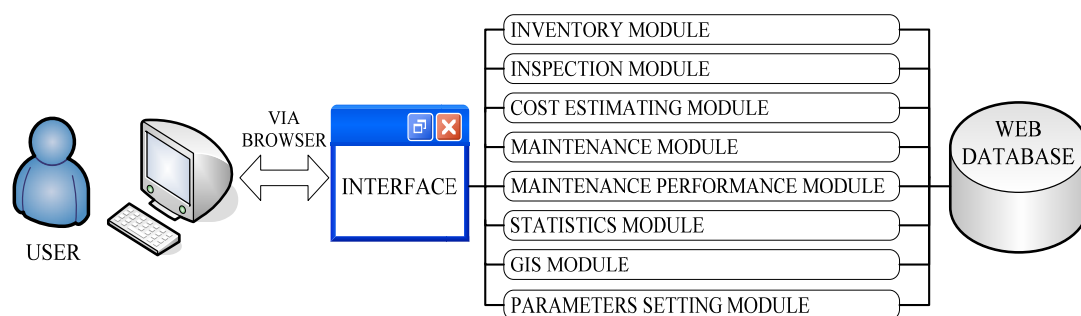 USER
VIA
BROWSER
INTERFACE
INVENTORY MODULE
INSPECTION MODULE
COST ESTIMATING MODULE
MAINTENANCE MODULE
MAINTENANCE PERFORMANCE MODULE
STATISTICS MODULE
GIS MODULE
PARAMETERS SETTING MODULE
WEB
DATABASE